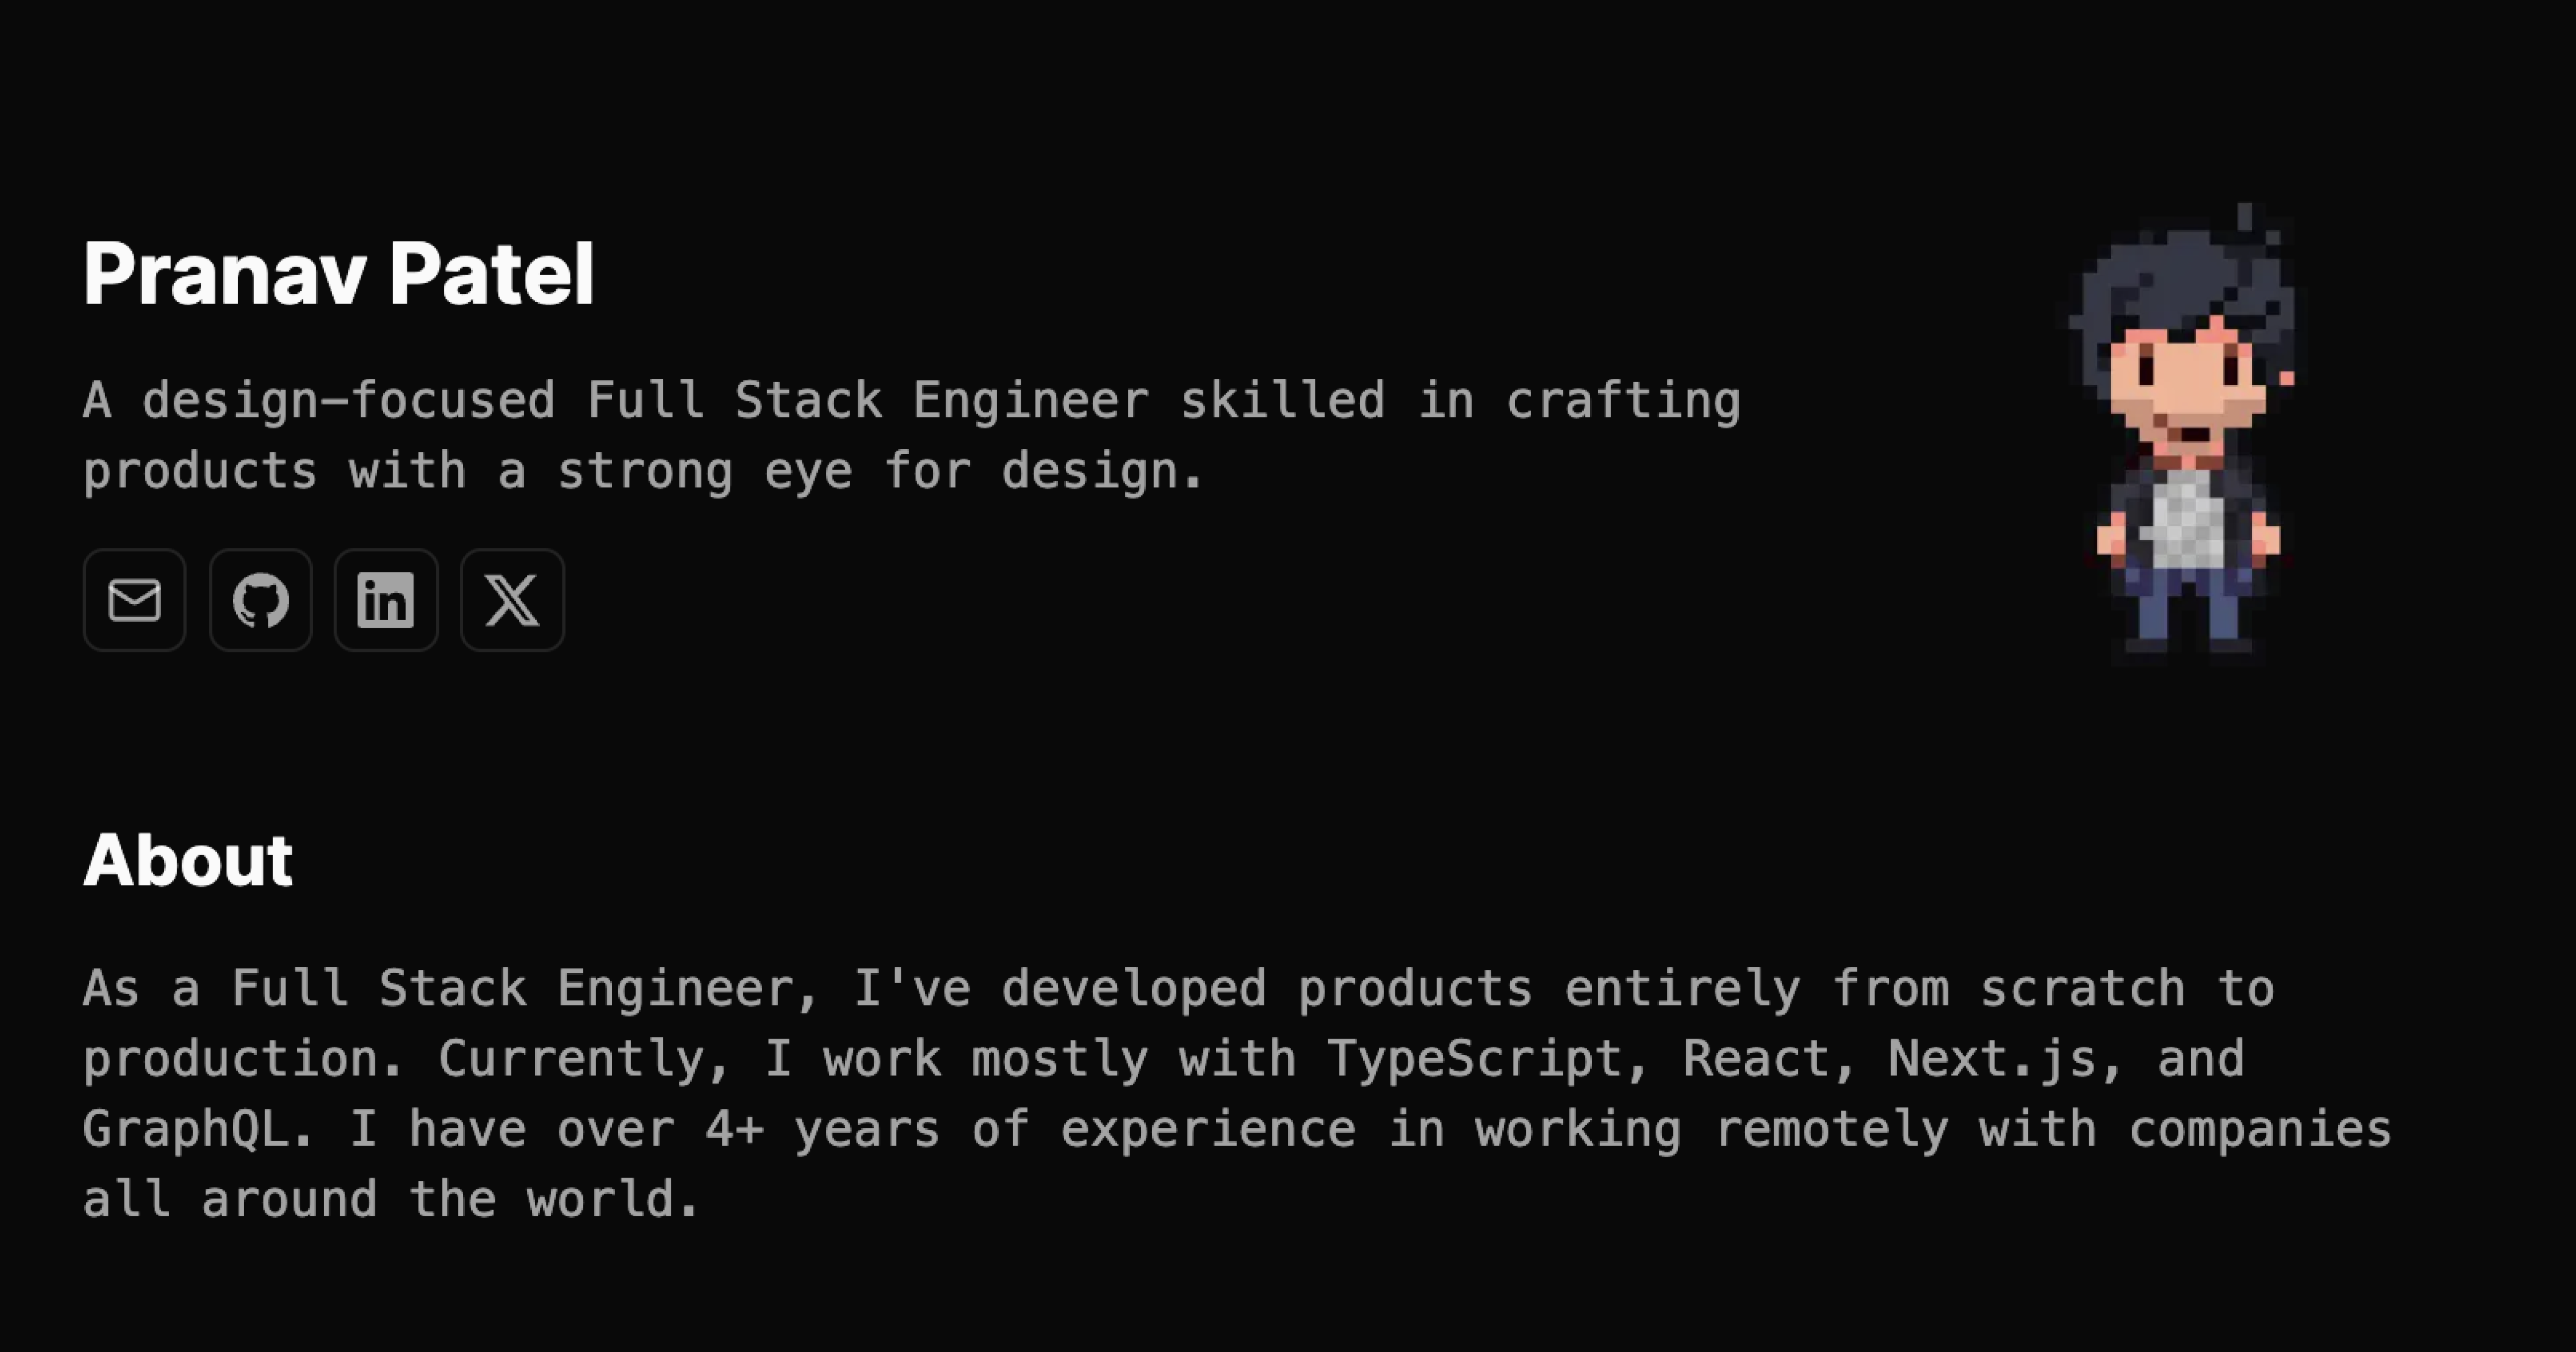 Pranav Patel
A design-focused Full Stack Engineer skilled in crafting
products with a strong eye for design.
in
X
About
As a Full Stack Engineer, I've developed products entirely from scratch to
production. Currently, I work mostly with TypeScript, React, Next.js, and
GraphQL. I have over 4+ years of experience in working remotely with companies
all around the world.